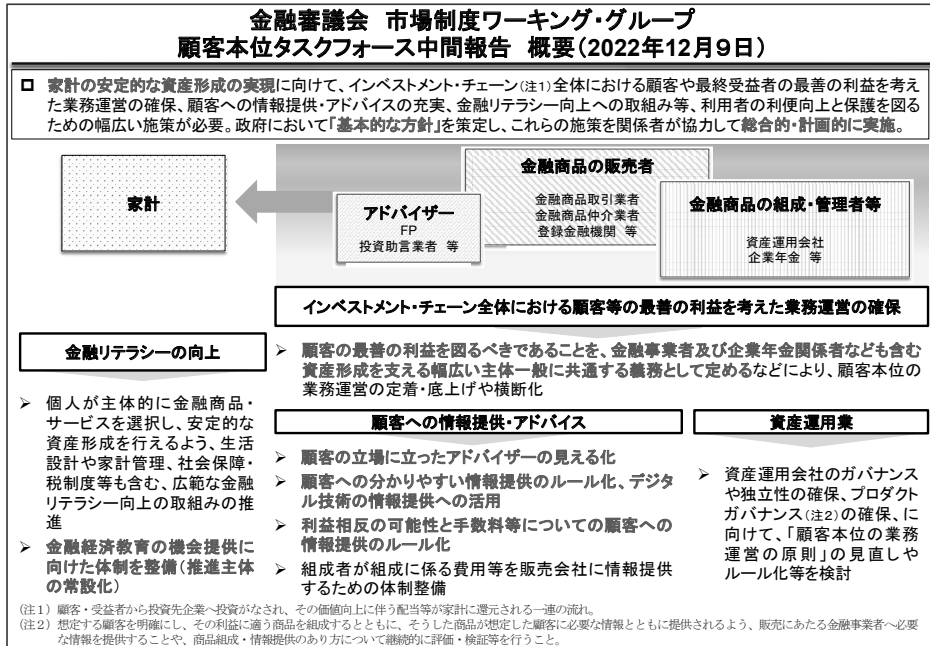 金融審議会 市場制度ワーキング・グループ
顧客本位タスクフォース中間報告 概要（2022年12月９日）
□ 家計の安定的な資産形成の実現に向けて、インベストメント・チェーン（注１）全体における顧客や最終受益者の最善の利益を考え
た業務運営の確保、顧客への情報提供・アドバイスの充実、金融リテラシー向上への取組み等、利用者の利便向上と保護を図る
ための幅広い施策が必要。政府において「基本的な方針」を策定し、これらの施策を関係者が協力して総合的・計画的に実施。
家計
アドバイザー
FP
投資助言業者 等
金融商品の販売者
金融商品取引業者
金融商品仲介業者
登録金融機関 等
金融商品の組成・管理者等
資産運用会社
企業年金 等
インベストメント・チェーン全体における顧客等の最善の利益を考えた業務運営の確保
➢ 顧客の最善の利益を図るべきであることを、金融事業者及び企業年金関係者なども含む
資産形成を支える幅広い主体一般に共通する義務として定めるなどにより、顧客本位の
業務運営の定着・底上げや横断化
金融リテラシーの向上
➢ 個人が主体的に金融商品・
サービスを選択し、安定的な
資産形成を行えるよう、生活
設計や家計管理、社会保障・
税制度等も含む、広範な金融
リテラシー向上の取組みの推
進
➢ 金融経済教育の機会提供に
向けた体制を整備（推進主体
の常設化）
顧客への情報提供・アドバイス
➢ 顧客の立場に立ったアドバイザーの見える化
➢ 顧客への分かりやすい情報提供のルール化、デジタ
ル技術の情報提供への活用
➢ 利益相反の可能性と手数料等についての顧客への
情報提供のルール化
➢ 組成者が組成に係る費用等を販売会社に情報提供
するための体制整備
資産運用業
➢ 資産運用会社のガバナンス
や独立性の確保、プロダクト
ガバナンス（注２）の確保、に
向けて、「顧客本位の業務
運営の原則」の見直しや
ルール化等を検討
（注１）顧客・受益者から投資先企業へ投資がなされ、その価値向上に伴う配当等が家計に還元される一連の流れ。
（注２）想定する顧客を明確にし、その利益に適う商品を組成するとともに、そうした商品が想定した顧客に必要な情報とともに提供されるよう、販売にあたる金融事業者へ必要
な情報を提供することや、商品組成・情報提供のあり方について継続的に評価・検証等を行うこと。